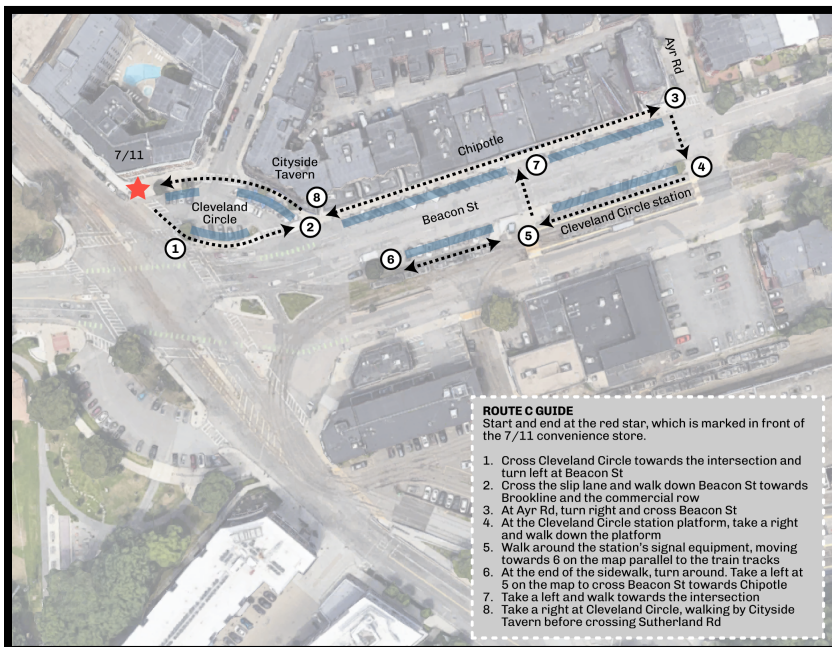 Ayr Rd
3
7/11
Chipotle
7
4
Cityside
Tavern
8
Cleveland
Circle
Beacon St
Cleveland Circle station
2
5
1
6
ROUTE C GUIDE
Start and end at the red star, which is marked in front of
the 7/11 convenience store.
1. Cross Cleveland Circle towards the intersection and
turn left at Beacon St
2. Cross the slip lane and walk down Beacon St towards
Brookline and the commercial row
3. At Ayr Rd, turn right and cross Beacon St
4. At the Cleveland Circle station platform, take a right
and walk down the platform
5. Walk around the station's signal equipment, moving
towards 6 on the map parallel to the train tracks
6. At the end of the sidewalk, turn around. Take a left at
5 on the map to cross Beacon St towards Chipotle
7. Take a left and walk towards the intersection
8. Take a right at Cleveland Circle, walking by Cityside
Tavern before crossing Sutherland Rd